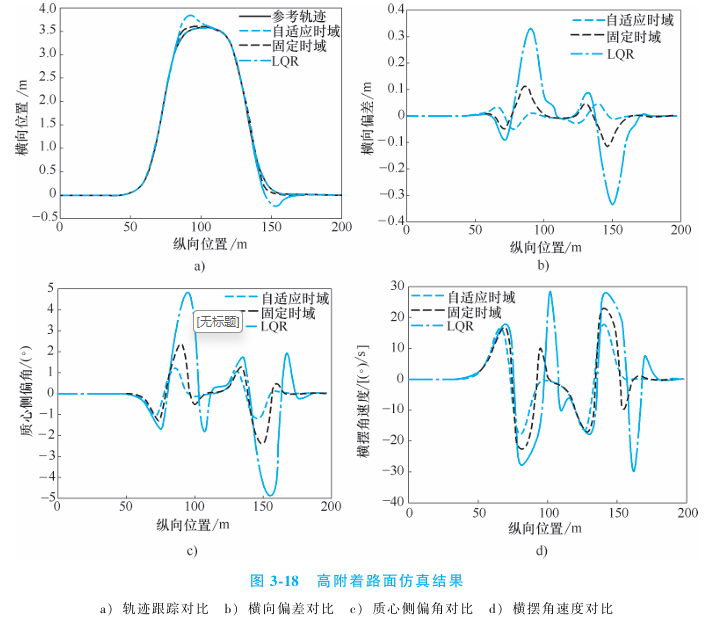 4.0
3.5
3.0
2.5
2.0
1.5
1.0
0.5
0
−0.5
横向位置/m
参考轨迹
自适应时域
固定时域
LQR
0 50 100 150 200
纵向位置/m
a)
0.4
0.3
0.2
0.1
0
−0.1
−0.2
−0.3
−0.4
横向偏差/m
自适应时域
固定时域
LQR
0 50 100 150 200
纵向位置/m
b)
5
4
3
2
1
0
−1
−2
−3
−4
−5
质心侧偏角/(°)
自适应时域
固定时域
LQR
[无标题]
0 50 100 150 200
纵向位置/m
c)
30
20
10
0
−10
−20
−30
−40
横摆角速度/[(°)/s]
自适应时域
固定时域
LQR
0 50 100 150 200
纵向位置/m
d)
图 3-18 高附着路面仿真结果
a) 轨迹跟踪对比 b) 横向偏差对比 c) 质心侧偏角对比 d) 横摆角速度对比